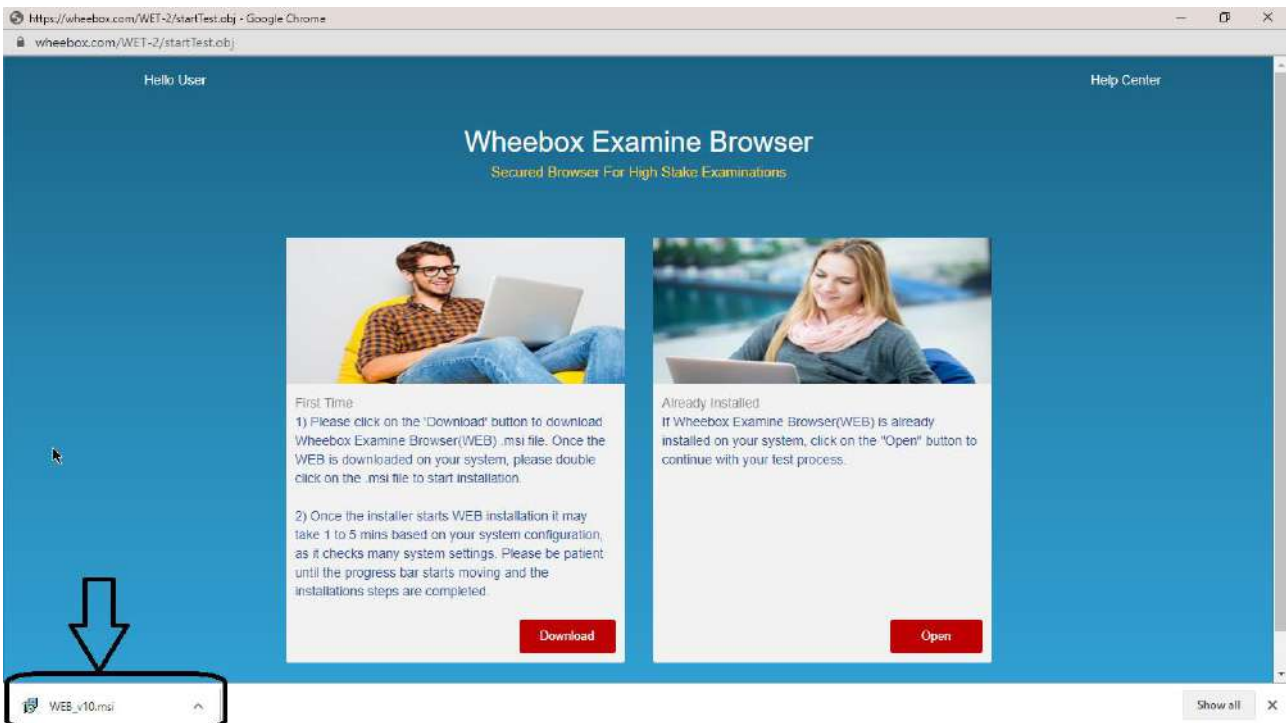 https://wheebox.com/WET-2/startTest.obj - Google Chrome
wheebox.com/WET-2/startTest.obj
Hello User
Help Center
Wheebox Examine Browser
Secured Browser For High Stake Examinations
First Time
1) Please click on the 'Download' button to download
Wheebox Examine Browser(WEB) .msi file. Once the
WEB is downloaded on your system, please double
click on the .msi file to start installation.
2) Once the installer starts WEB installation it may
take 1 to 5 mins based on your system configuration,
as it checks many system settings. Please be patient
until the progress bar starts moving and the
installations steps are completed.
Download
Already Installed
If Wheebox Examine Browser(WEB) is already
installed on your system, click on the "Open" button to
continue with your test process.
Open
WEB_v10.msi
Show all